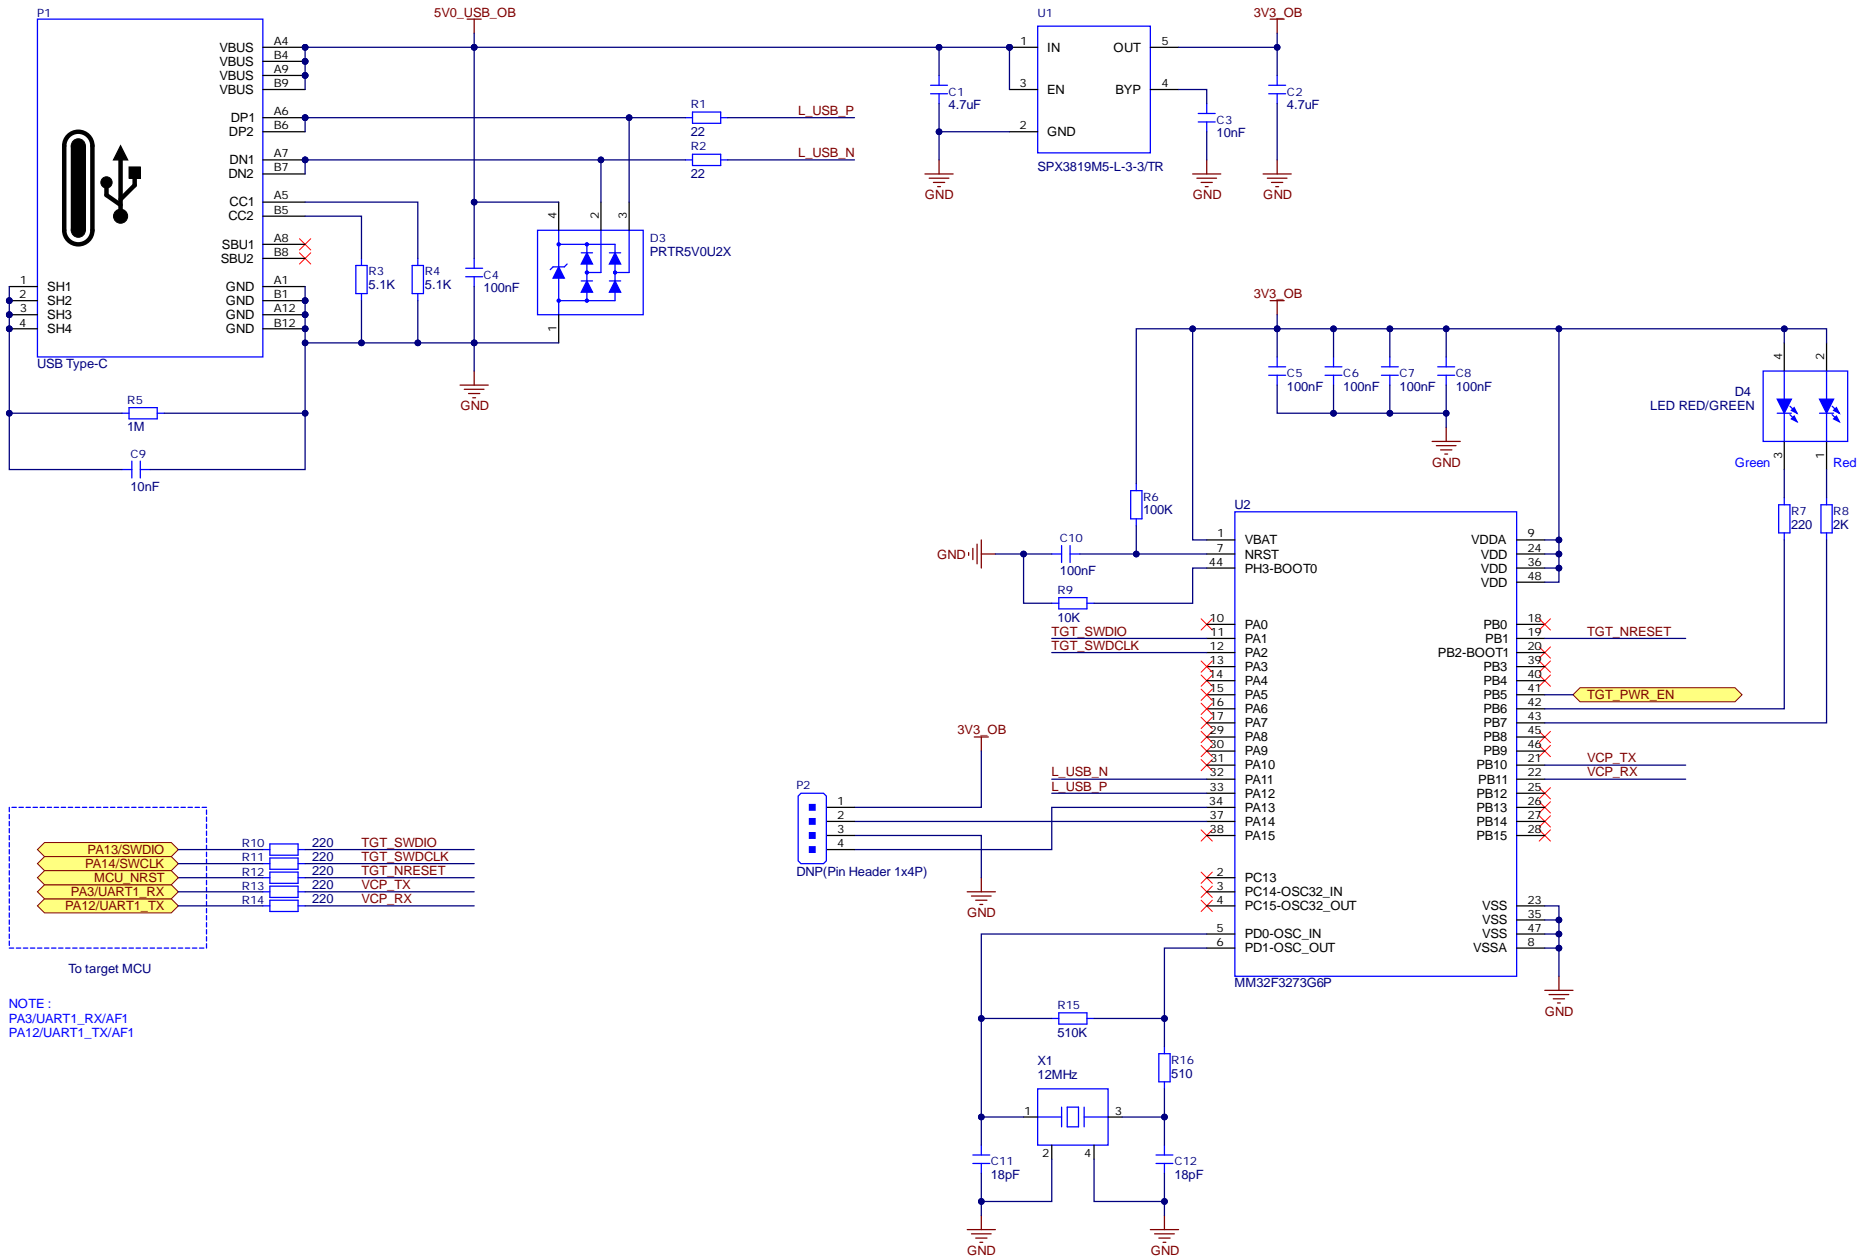 P1
5V0_USB_OB
U1
3V3_OB
VBUS A4
VBUS B4
VBUS A9
VBUS B9
DP1 A6
DP2 B6
DN1 A7
DN2 B7
CC1 A5
CC2 B5
SBU1 A8
SBU2 B8
GND A1
GND B1
GND A12
GND B12
1 SH1
2 SH2
3 SH3
4 SH4
USB Type-C
R1
22
L_USB_P
R2
22
L_USB_N
R3
5.1K
R4
5.1K
C4
100nF
4 2 3
D3
PRTR5V0U2X
1
GND
R5
1M
C9
10nF
C1
4.7uF
GND
1 IN OUT 5
3 EN BYP 4
2 GND
SPX3819M5-L-3-3/TR
C3
10nF
GND
C2
4.7uF
GND
3V3_OB
C5
100nF
C6
100nF
C7
100nF
C8
100nF
GND
4 2
D4
LED RED/GREEN
3 1
Green Red
R7
220
R8
2K
R6
100K
GND
C10
100nF
R9
10K
U2
1 VBAT
7 NRST
44 PH3-BOOT0
10 PA0
TGT_SWDIO 11 PA1
TGT_SWDCLK 12 PA2
13 PA3
14 PA4
15 PA5
16 PA6
17 PA7
29 PA8
30 PA9
31 PA10
L_USB_N 32 PA11
L_USB_P 33 PA12
34 PA13
37 PA14
38 PA15
2 PC13
3 PC14-OSC32_IN
4 PC15-OSC32_OUT
5 PD0-OSC_IN
6 PD1-OSC_OUT
VDDA 9
VDD 24
VDD 36
VDD 48
PB0 18
PB1 19 TGT_NRESET
PB2-BOOT1 20
PB3 39
PB4 40
PB5 41 TGT_PWR_EN
PB6 42
PB7 43
PB8 45
PB9 46
PB10 21 VCP_TX
PB11 22 VCP_RX
PB12 25
PB13 26
PB14 27
PB15 28
VSS 23
VSS 35
VSS 47
VSSA 8
MM32F3273G6P
GND
3V3_OB
P2
1
2
3
4
DNP(Pin Header 1x4P)
GND
R15
510K
R16
510
X1
12MHz
1 3
2 4
C11
18pF
C12
18pF
GND
GND
PA13/SWDIO R10 220 TGT_SWDIO
PA14/SWCLK R11 220 TGT_SWDCLK
MCU_NRST R12 220 TGT_NRESET
PA3/UART1_RX R13 220 VCP_TX
PA12/UART1_TX R14 220 VCP_RX
To target MCU
NOTE :
PA3/UART1_RX/AF1
PA12/UART1_TX/AF1